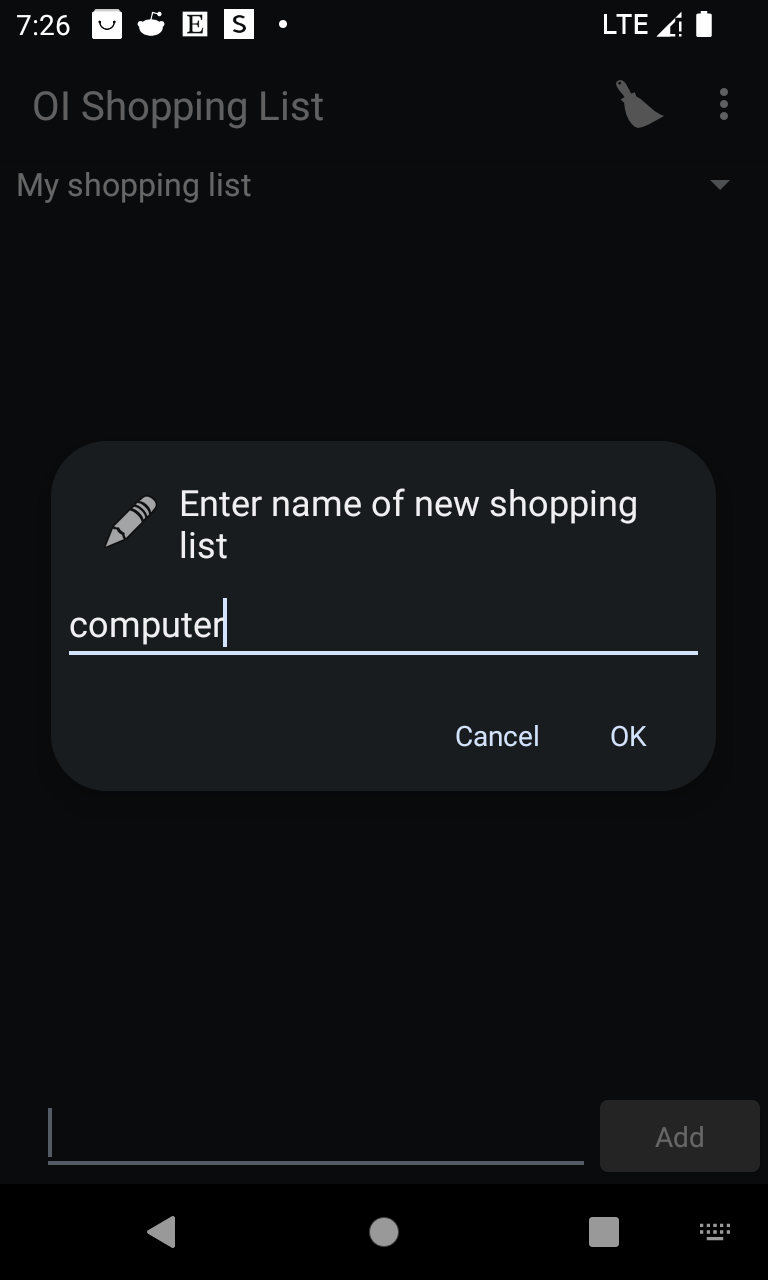 7:26 E S LTE
OI Shopping List
My shopping list
Enter name of new shopping
list
computer
Cancel OK
Add